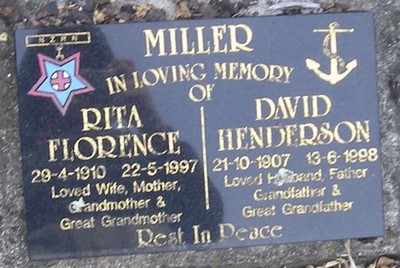 MILLER
IN LOVING MEMORY
OF
RITA
FLORENCE
29-4-1910 22-5-1997
Loved Wife, Mother,
Grandmother &
Great Grandmother
DAVID
HENDERSON
21-10-1907 13-6-1998
Loved Husband, Father
Grandfather &
Great Grandfather
Rest In Peace